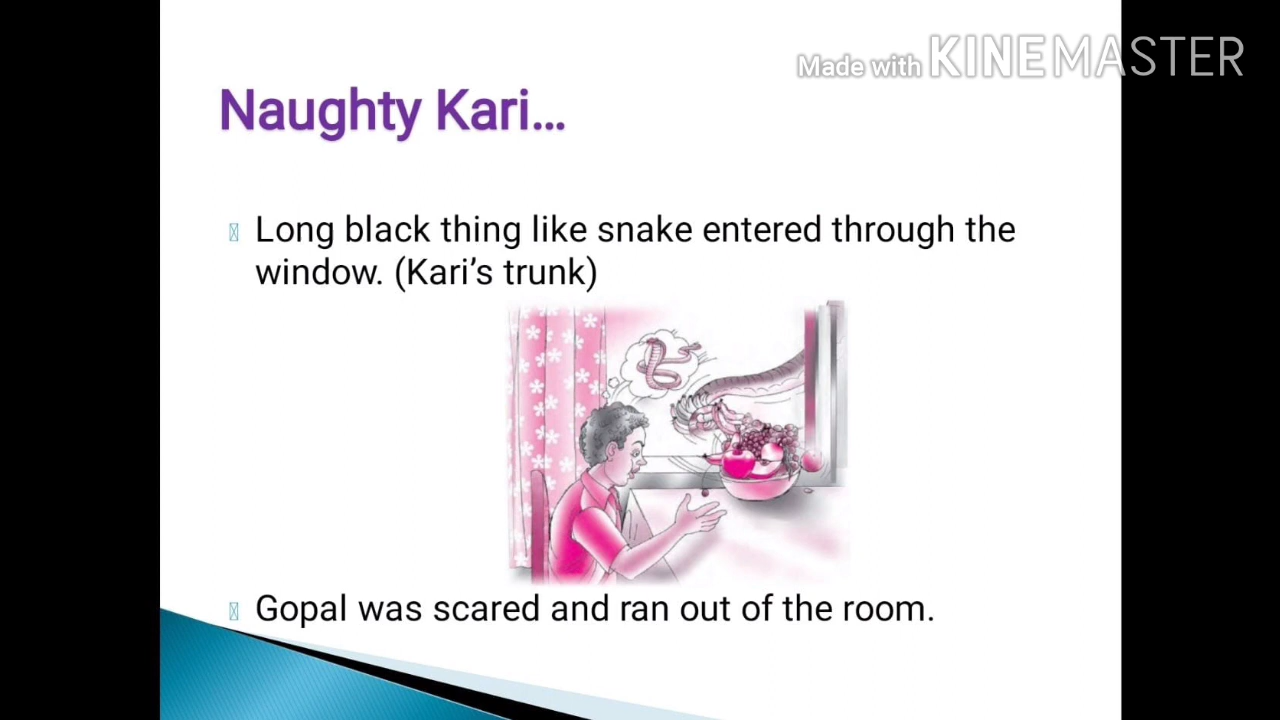 Made with KINEMASTER
Naughty Kari...
Long black thing like snake entered through the
window. (Kari's trunk)
Gopal was scared and ran out of the room.